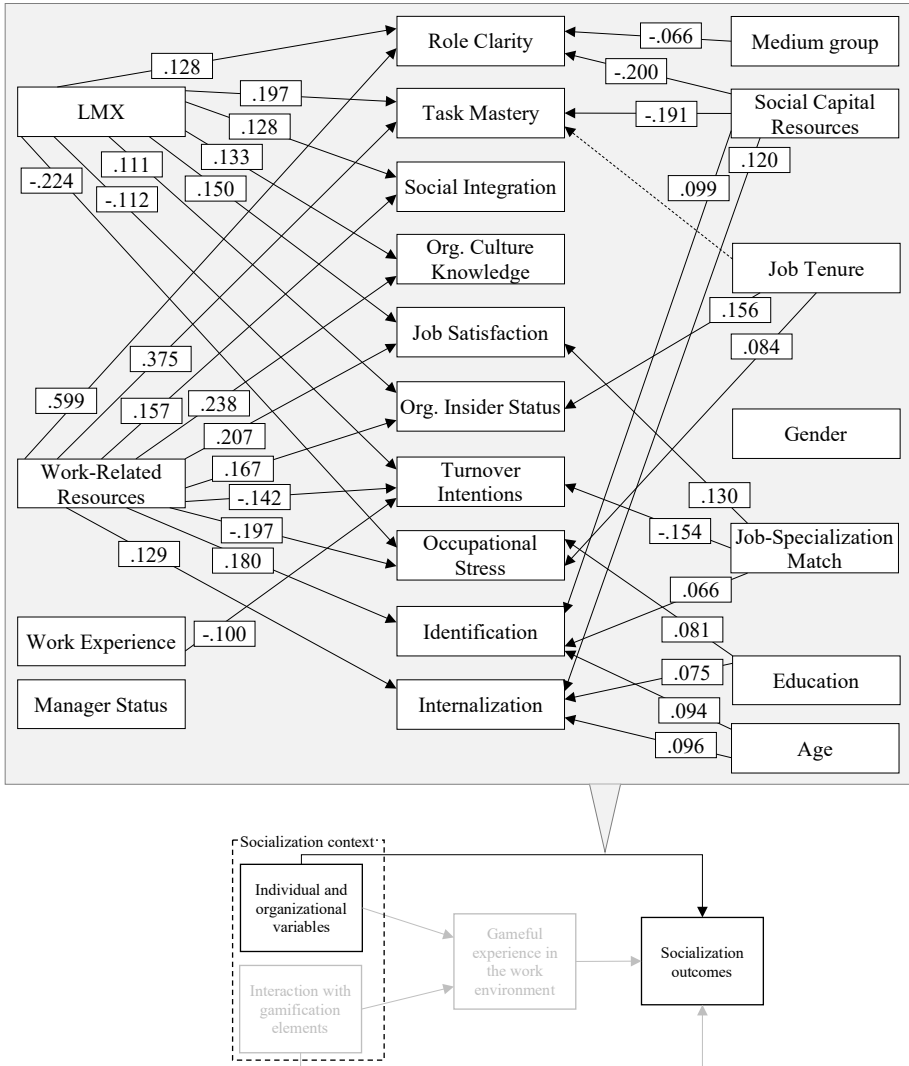 Role Clarity
-.066
Medium group
.128
-.200
LMX
.197
Task Mastery
-.191
Social Capital
Resources
.128
.133
.111
.120
.150
-.224
-.112
Social Integration
.099
Org. Culture
Knowledge
Job Tenure
Job Satisfaction
.156
.375
.084
.599
.157
.238
Org. Insider Status
.207
Gender
.167
Work-Related
Resources
Turnover
Intentions
.130
-.142
-.197
-.154
Job-Specialization
Match
.129
.180
Occupational
Stress
.066
-.100
Work Experience
Identification
.081
.075
Education
Manager Status
Internalization
.094
.096
Age
Socialization context
Individual and
organizational
variables
Gameful
experience in
the work
environment
Socialization
outcomes
Interaction with
gamification
elements